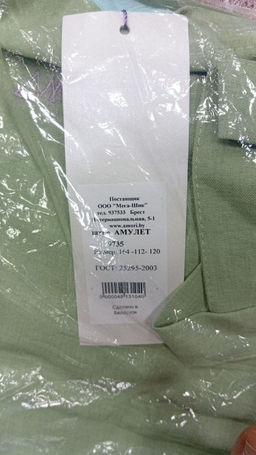 Поставщик
ООО "Мега-Шик"
тел. 937533 Брест
Интернациональная, 5-1
www.amori.by
АМУЛЕТ
9735
Размер: 164 -112- 120
ГОСТ: 25295-2003
Сделано в
Беларуси